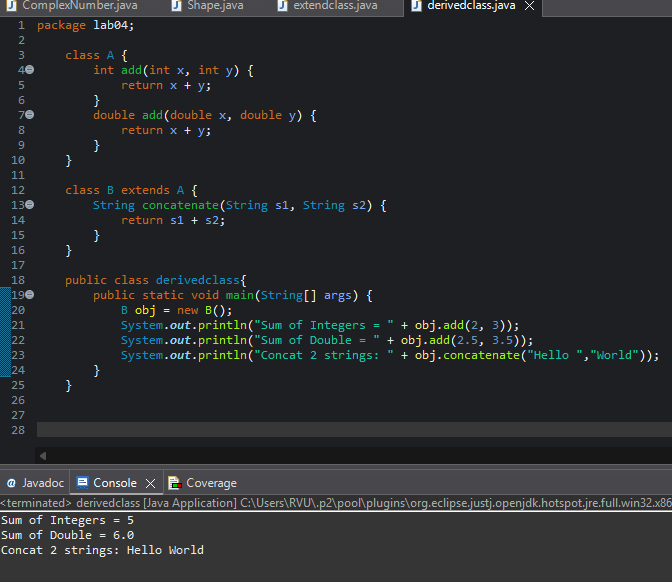 ComplexNumber.java Shape.java extendclass.java derivedclass.java
1 package lab04;
2
3 class A {
4 int add(int x, int y) {
5 return x + y;
6 }
7 double add(double x, double y) {
8 return x + y;
9 }
10 }
11
12 class B extends A {
13 String concatenate(String s1, String s2) {
14 return s1 + s2;
15 }
16 }
17
18 public class derivedclass{
19 public static void main(String[] args) {
20 B obj = new B();
21 System.out.println("Sum of Integers = " + obj.add(2, 3));
22 System.out.println("Sum of Double = " + obj.add(2.5, 3.5));
23 System.out.println("Concat 2 strings: " + obj.concatenate("Hello ","World"));
24 }
25 }
26
27
28
@ Javadoc Console Coverage
<terminated> derivedclass [Java Application] C:\Users\RVU\.p2\pool\plugins\org.eclipse.justj.openjdk.hotspot.jre.full.win32.x86
Sum of Integers = 5
Sum of Double = 6.0
Concat 2 strings: Hello World